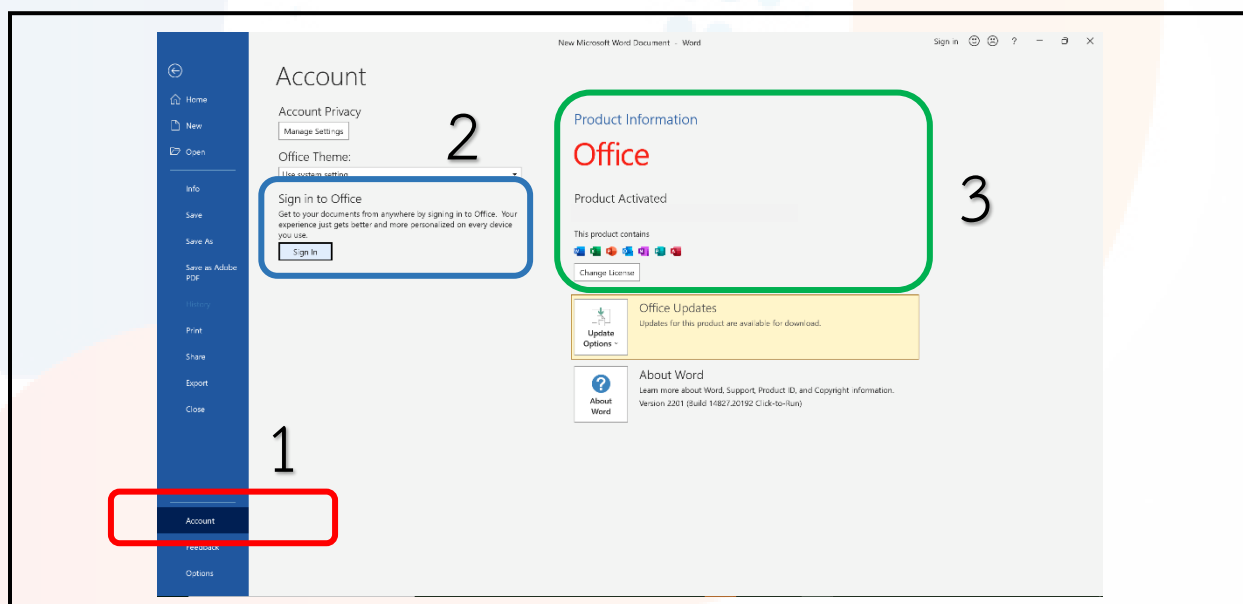 New Microsoft Word Document - Word
Sign in
?
Account
Home
New
Open
Info
Save
Save As
Save as Adobe
PDF
History
Print
Share
Export
Close
Account
Feedback
Options
1
Account Privacy
Manage Settings
Office Theme:
Use system setting
2
Sign in to Office
Get to your documents from anywhere by signing in to Office. Your
experience just gets better and more personalized on every device
you use.
Sign In
Product Information
Office
Product Activated
This product contains
Change License
3
Update
Options
Office Updates
Updates for this product are available for download.
?
About
Word
About Word
Learn more about Word, Support, Product ID, and Copyright information.
Version 2201 (Build 14827.20192 Click-to-Run)